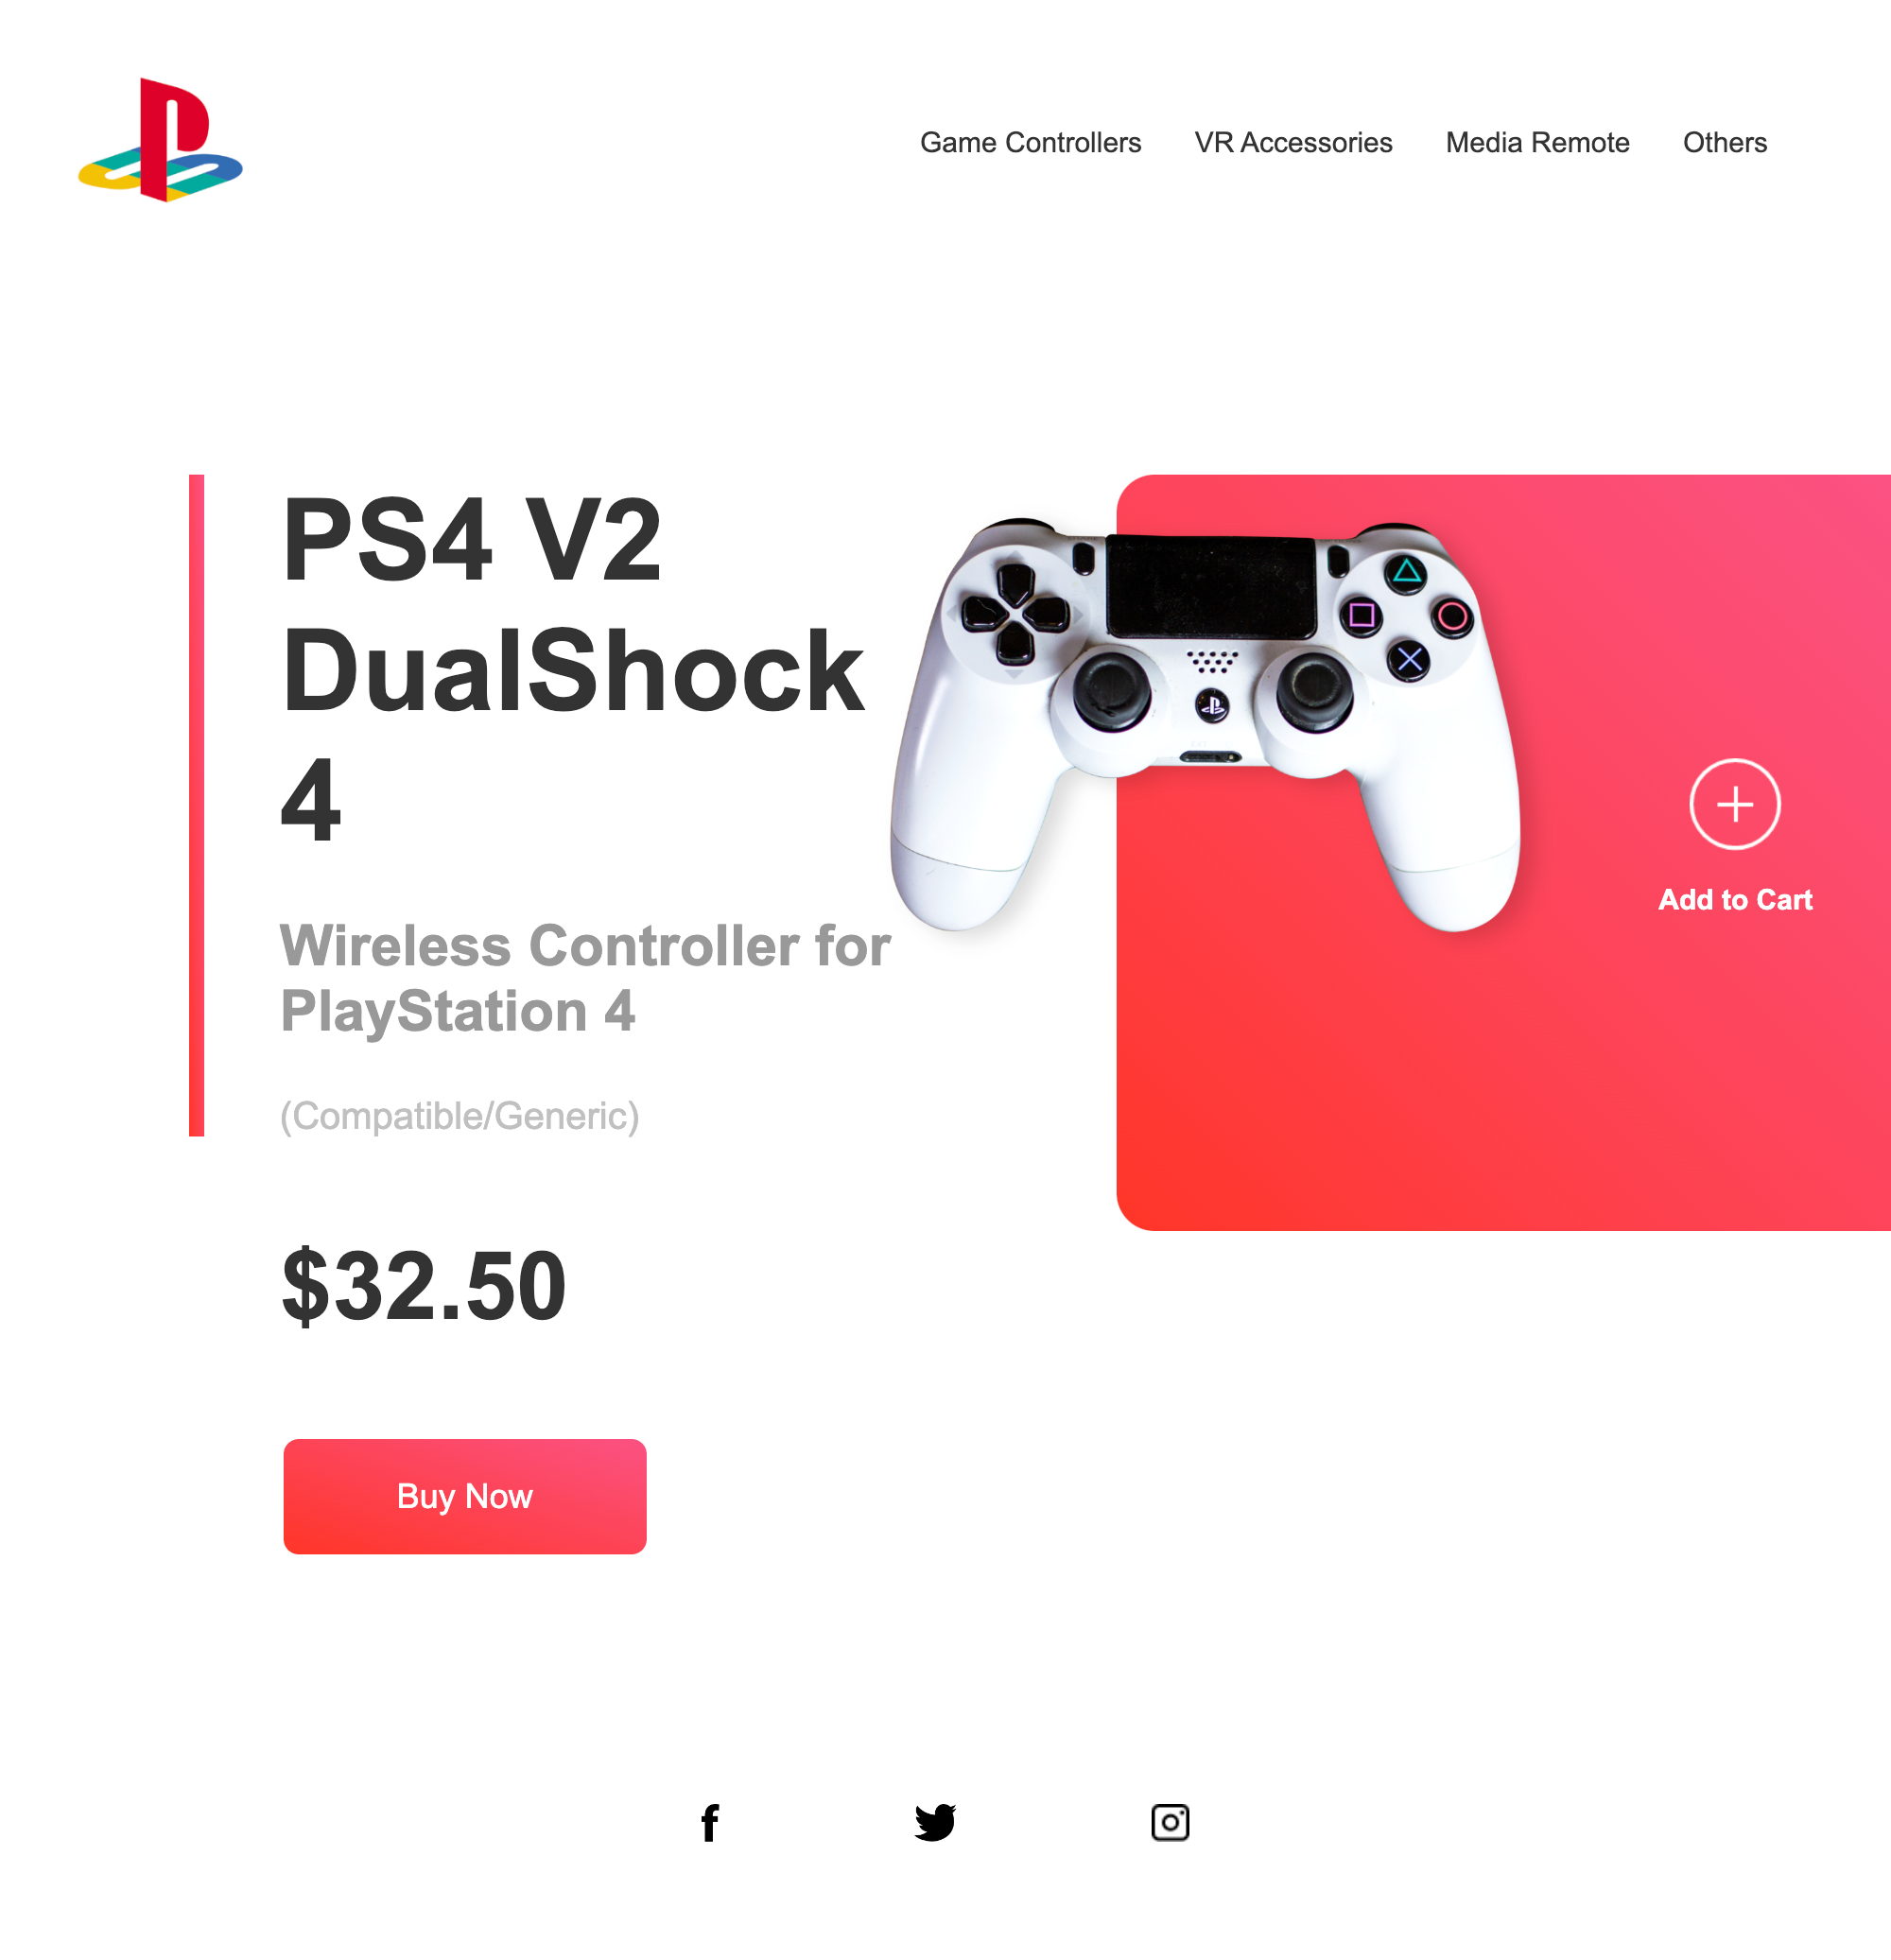 Game Controllers VR Accessories Media Remote Others
PS4 V2
DualShock
4
Wireless Controller for
PlayStation 4
(Compatible/Generic)
$32.50
Buy Now
Add to Cart